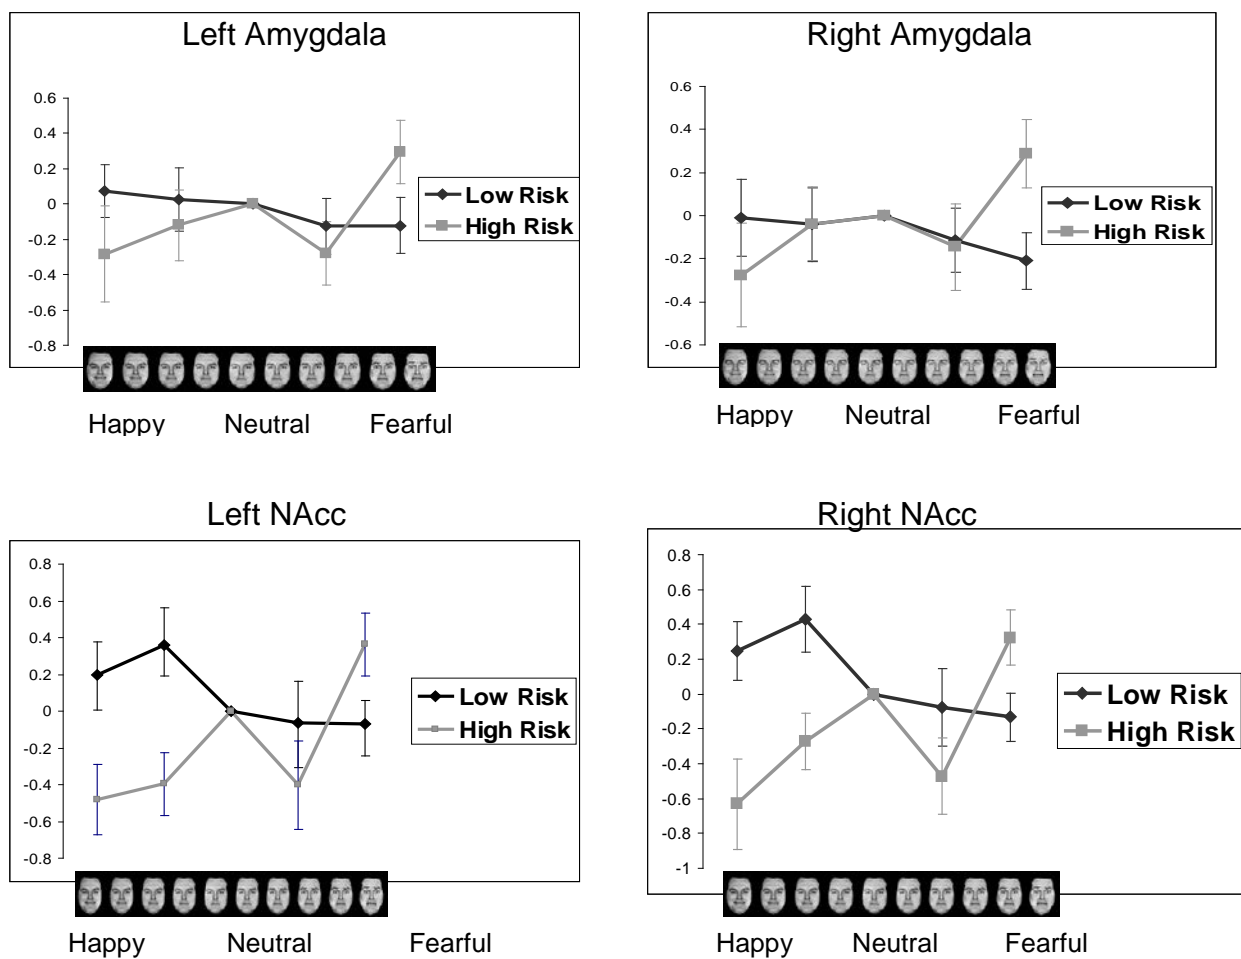 Left Amygdala
0.6
0.4
0.2
0
-0.2
-0.4
-0.6
-0.8
Low Risk
High Risk
Happy
Neutral
Fearful
Right Amygdala
0.6
0.4
0.2
0
-0.2
-0.4
-0.6
Low Risk
High Risk
Happy
Neutral
Fearful
Left NAcc
0.8
0.6
0.4
0.2
0
-0.2
-0.4
-0.6
-0.8
Low Risk
High Risk
Happy
Neutral
Fearful
Right NAcc
0.8
0.6
0.4
0.2
0
-0.2
-0.4
-0.6
-0.8
-1
Low Risk
High Risk
Happy
Neutral
Fearful